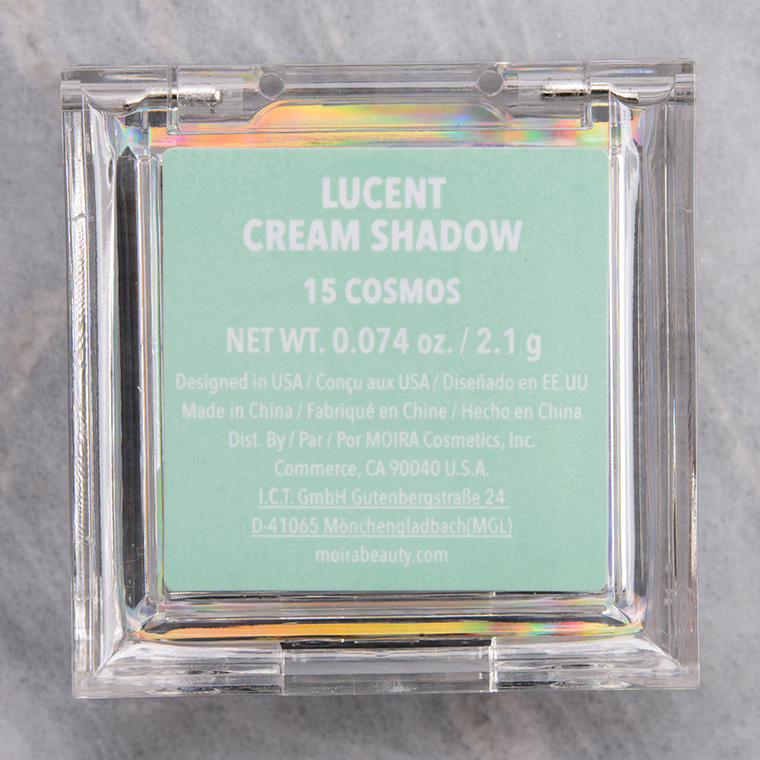 LUCENT
CREAM SHADOW
15 COSMOS
NET WT. 0.074 oz. / 2.1 g
Designed in USA / Conçu aux USA / Diseñado en EE.UU
Made in China / Fabriqué en Chine / Hecho en China
Dist. By / Par / Por MOIRA Cosmetics, Inc.
Commerce, CA 90040 U.S.A.
I.C.T. GmbH Gutenbergstraße 24
D-41065 Mönchengladbach(MGL)
moirabeauty.com